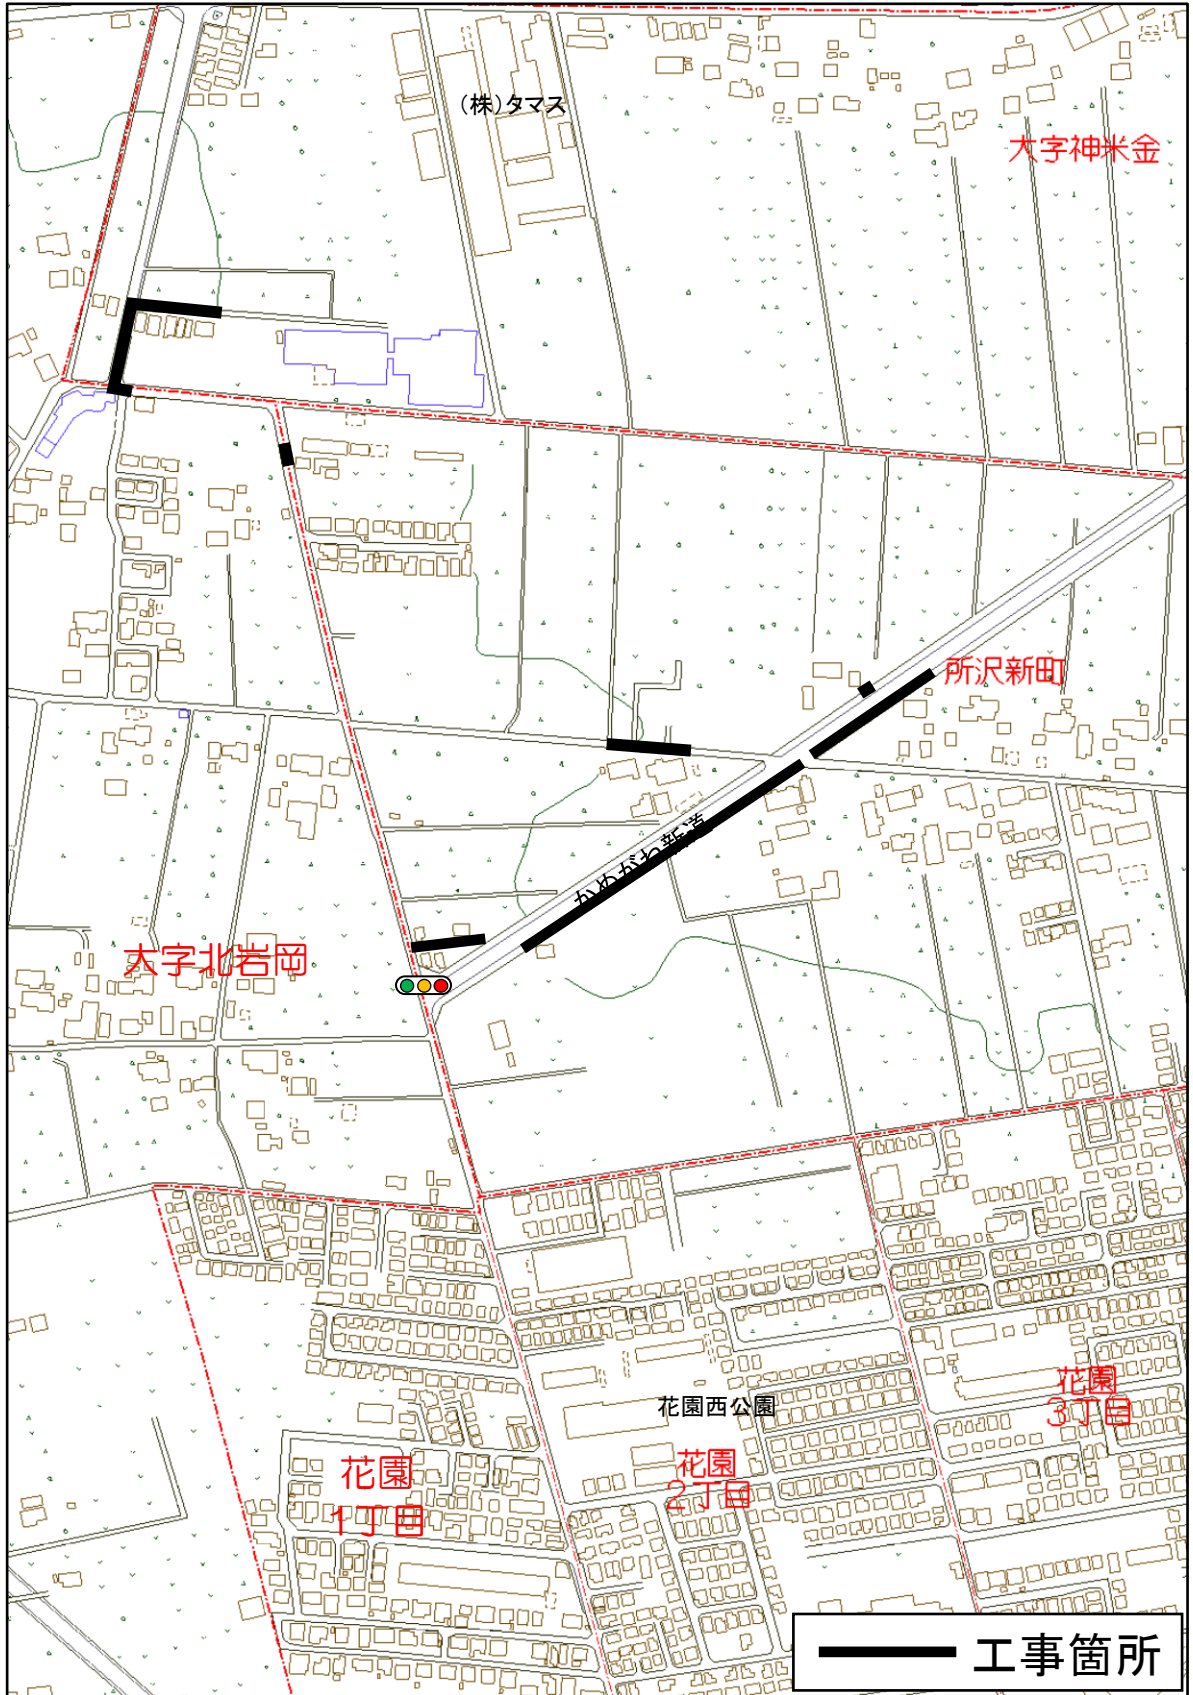 (株)タマス
大字神米金
所沢新町
かめがわ新道
大字北岩岡
花園
3丁目
花園西公園
花園
2丁目
花園
1丁目
工事箇所